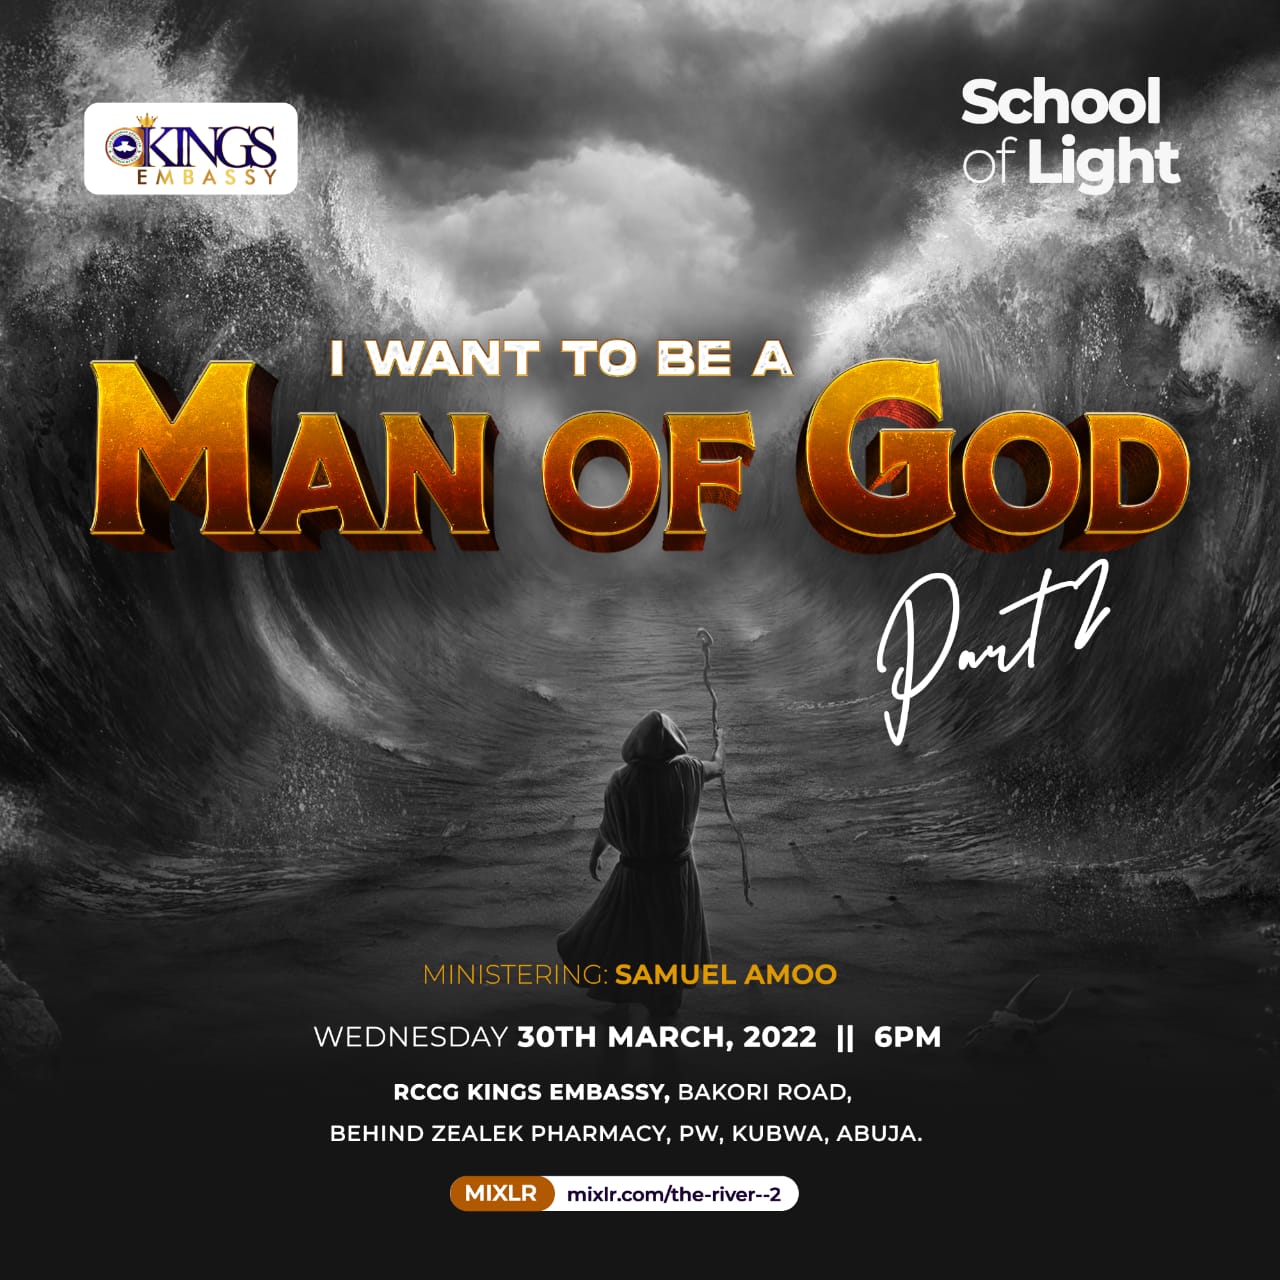 KINGS
EMBASSY
School
of Light
I WANT TO BE A
MAN OF GOD
Part 2
MINISTERING: SAMUEL AMOO
WEDNESDAY 30TH MARCH, 2022 || 6PM
RCCG KINGS EMBASSY, BAKORI ROAD,
BEHIND ZEALEK PHARMACY, PW, KUBWA, ABUJA.
MIXLR mixlr.com/the-river--2